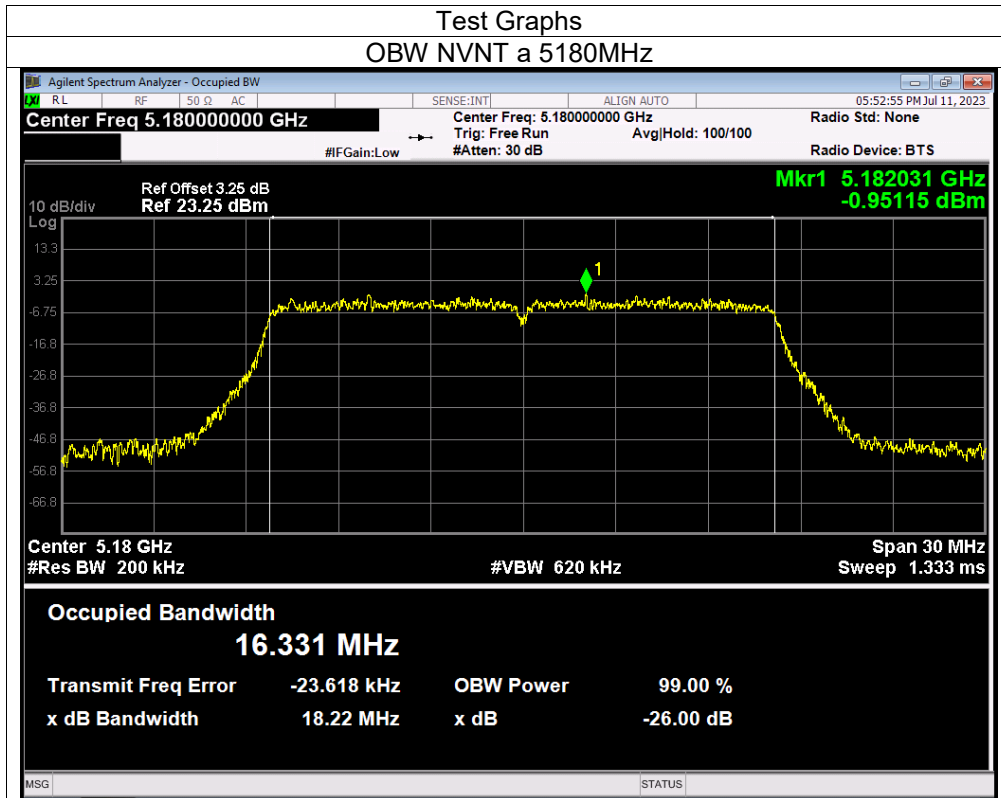 Test Graphs
OBW NVNT a 5180MHz
Agilent Spectrum Analyzer - Occupied BW
LXI RL RF 50 Ω AC SENSE:INT ALIGN AUTO 05:52:55 PM Jul 11, 2023
Center Freq 5.180000000 GHz Center Freq: 5.180000000 GHz Radio Std: None
Trig: Free Run Avg|Hold: 100/100
#IFGain:Low #Atten: 30 dB Radio Device: BTS
Mkr1 5.182031 GHz
-0.95115 dBm
Ref Offset 3.25 dB
10 dB/div Ref 23.25 dBm
Log
13.3
1
3.25
-6.75
-16.8
-26.8
-36.8
-46.8
-56.8
-66.8
Center 5.18 GHz Span 30 MHz
#Res BW 200 kHz #VBW 620 kHz Sweep 1.333 ms
Occupied Bandwidth
16.331 MHz
Transmit Freq Error -23.618 kHz OBW Power 99.00 %
x dB Bandwidth 18.22 MHz x dB -26.00 dB
MSG STATUS